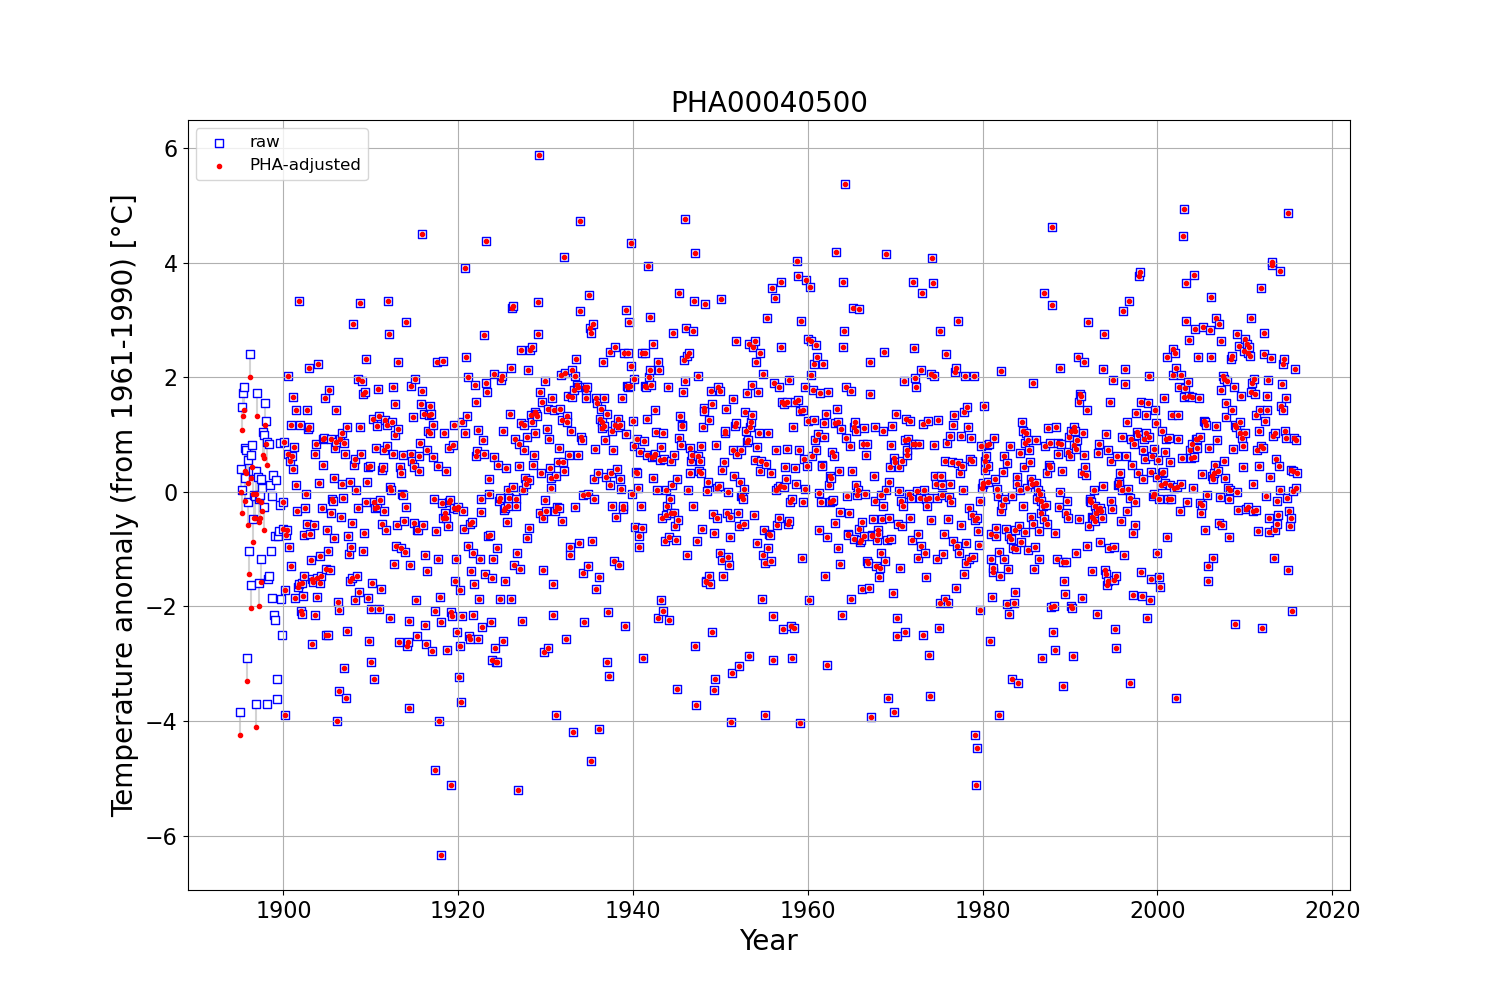 PHA00040500
raw
PHA-adjusted
Temperature anomaly (from 1961-1990) [°C]
6
4
2
0
−2
−4
−6
1900 1920 1940 1960 1980 2000 2020
Year